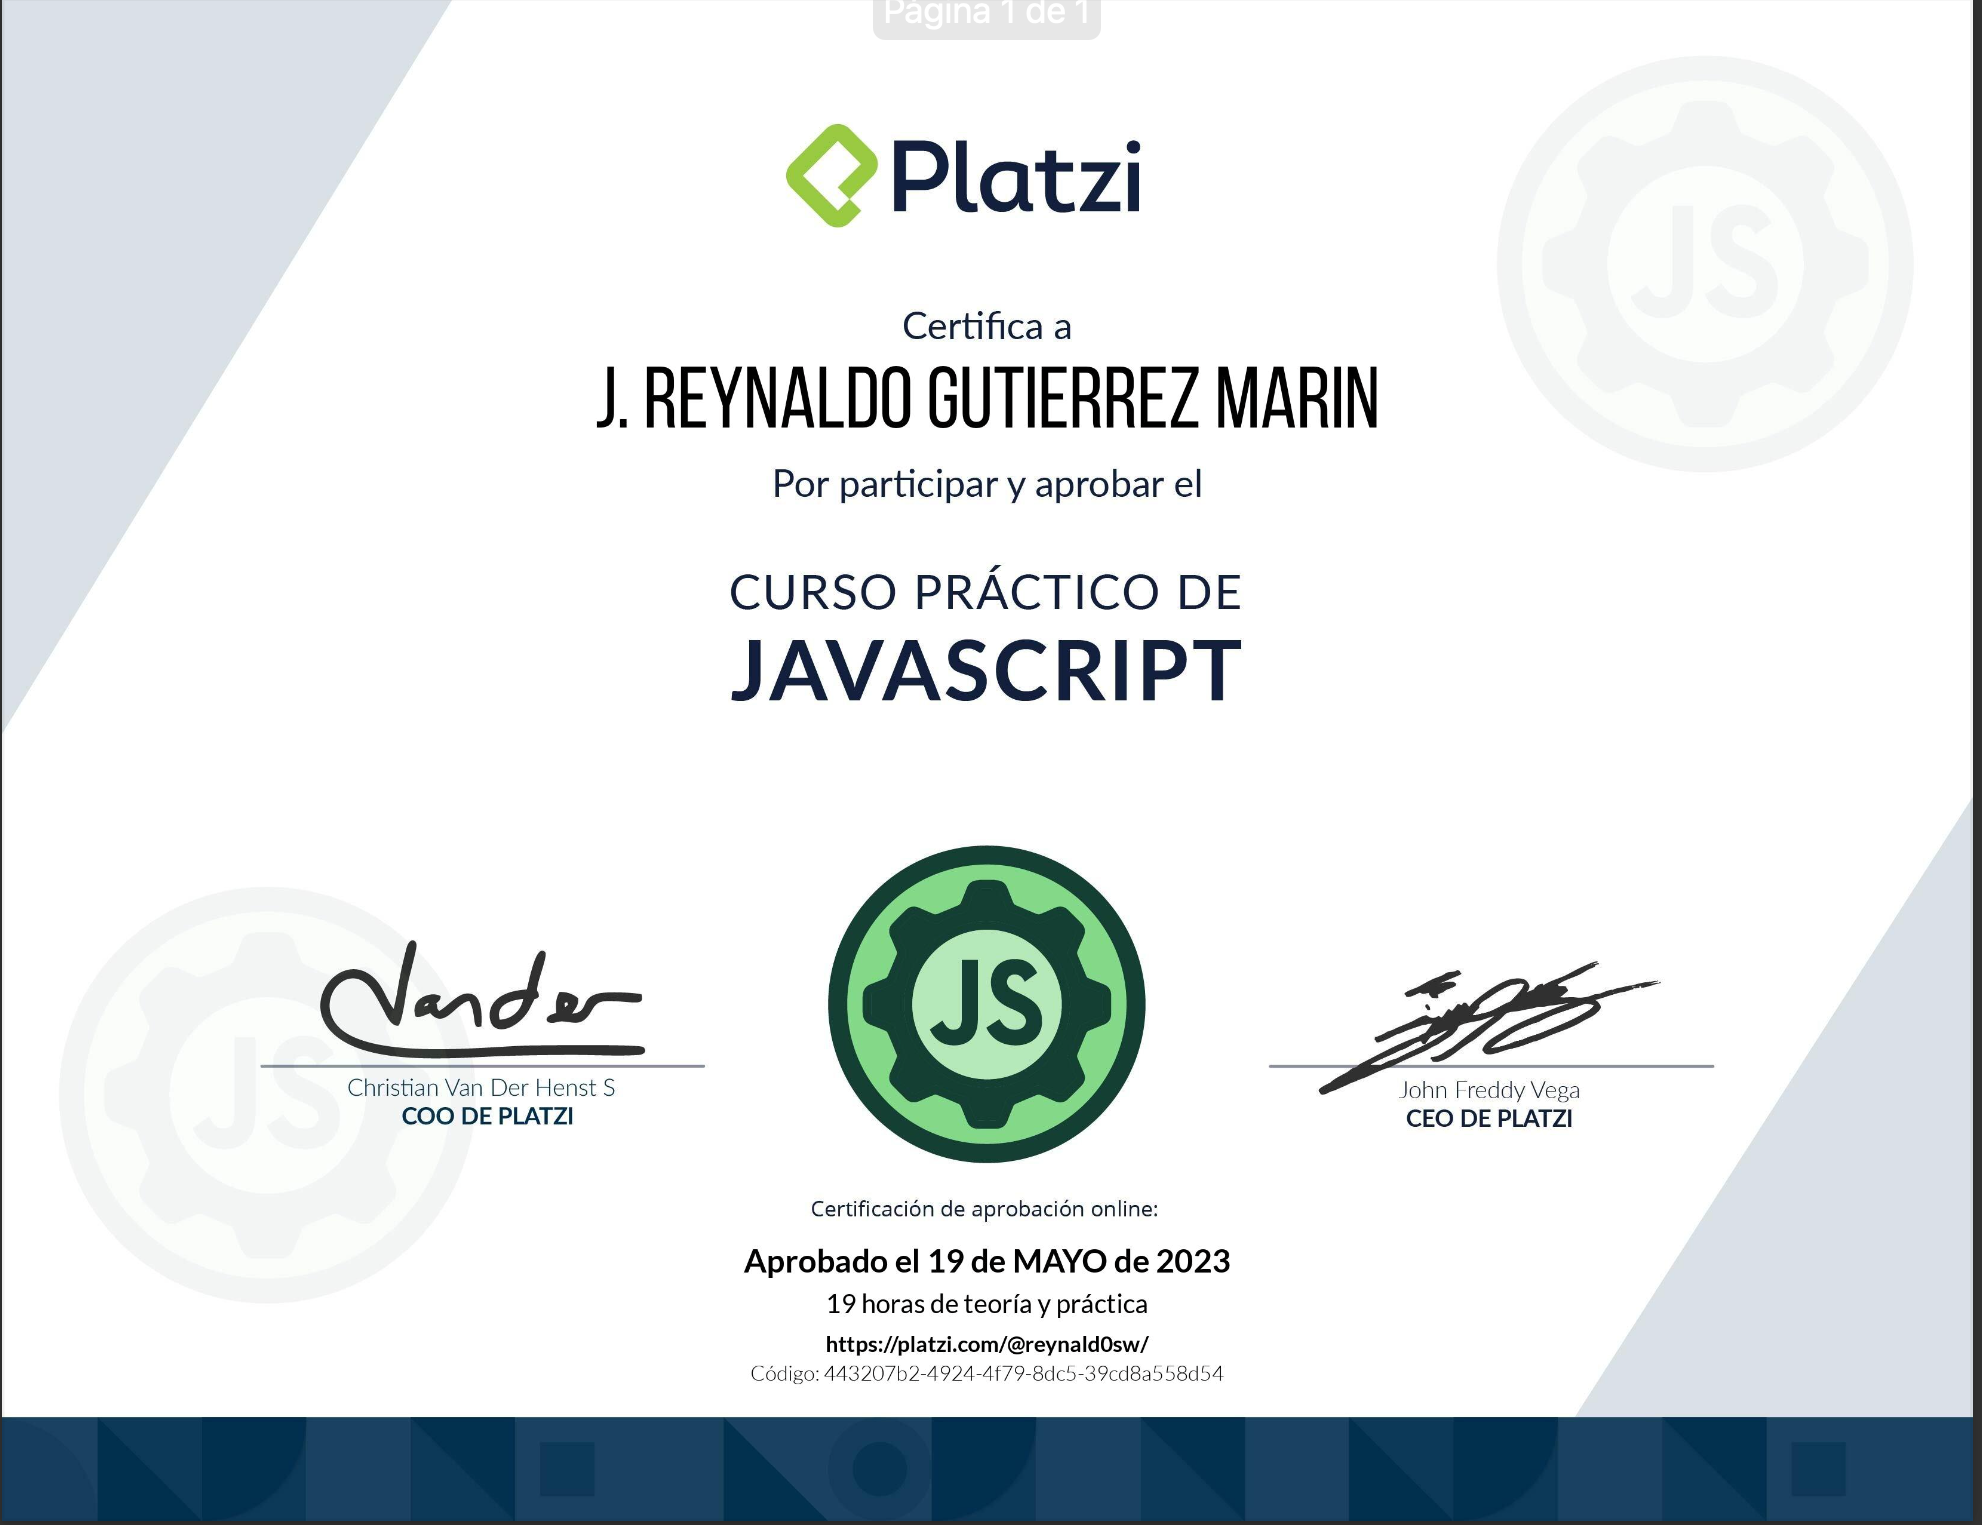 Página 1 de 1
Platzi
JS
Certifica a
J. REYNALDO GUTIERREZ MARIN
Por participar y aprobar el
CURSO PRÁCTICO DE
JAVASCRIPT
Vander
JS
JS
Christian Van Der Henst S
COO DE PLATZI
John Freddy Vega
CEO DE PLATZI
Certificación de aprobación online:
Aprobado el 19 de MAYO de 2023
19 horas de teoría y práctica
https://platzi.com/@reynald0sw/
Código: 443207b2-4924-4f79-8dc5-39cd8a558d54